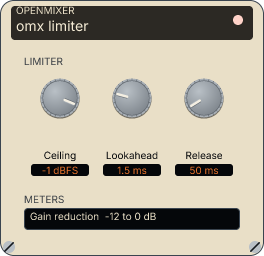 OPENMIXER
omx limiter
LIMITER
Ceiling Lookahead Release
-1 dBFS 1.5 ms 50 ms
METERS
Gain reduction -12 to 0 dB